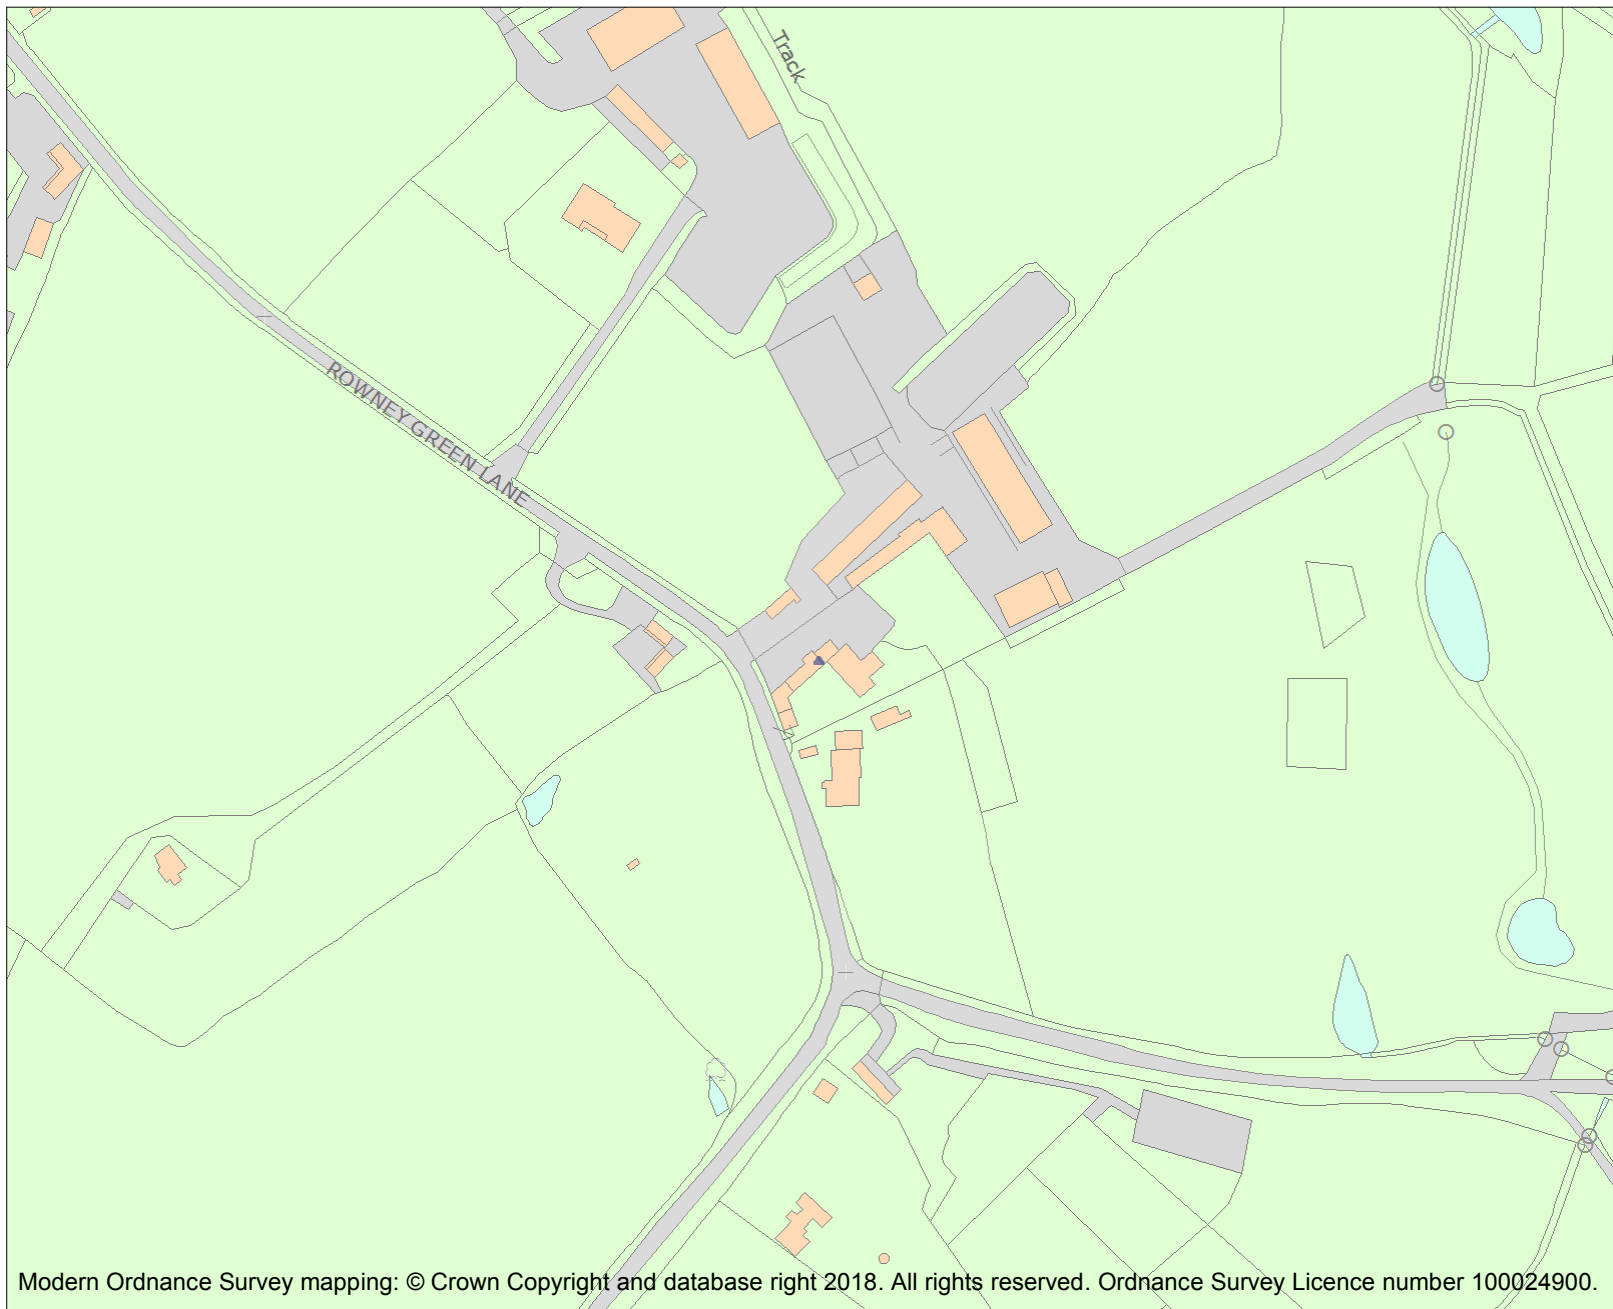 Track
ROWNEY GREEN LANE
Modern Ordnance Survey mapping: © Crown Copyright and database right 2018. All rights reserved. Ordnance Survey Licence number 100024900.